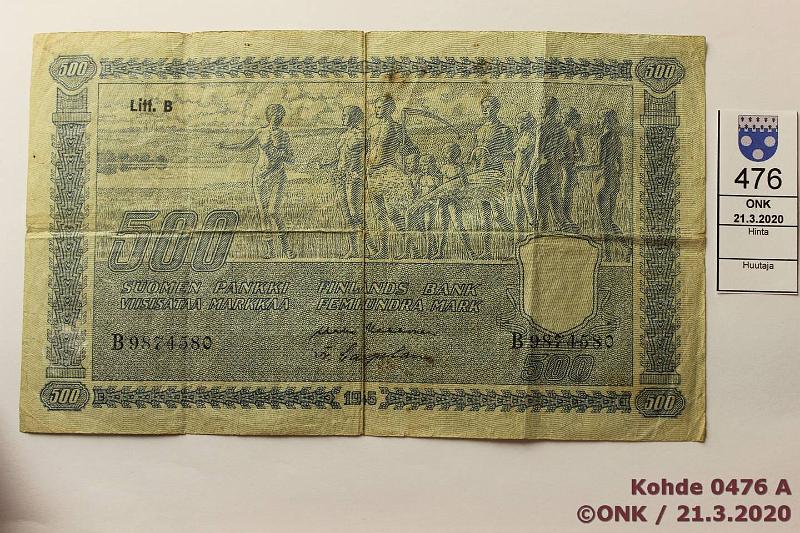 500
500
Litt. B
500
SUOMEN PANKKI FINLANDS BANK
VIISISATAA MARKKAA FEMHUNDRA MARK
B9874580
B9874580
500
500
1945
500
476
ONK
21.3.2020
Hinta
Huutaja
Kohde 0476 A
©ONK / 21.3.2020